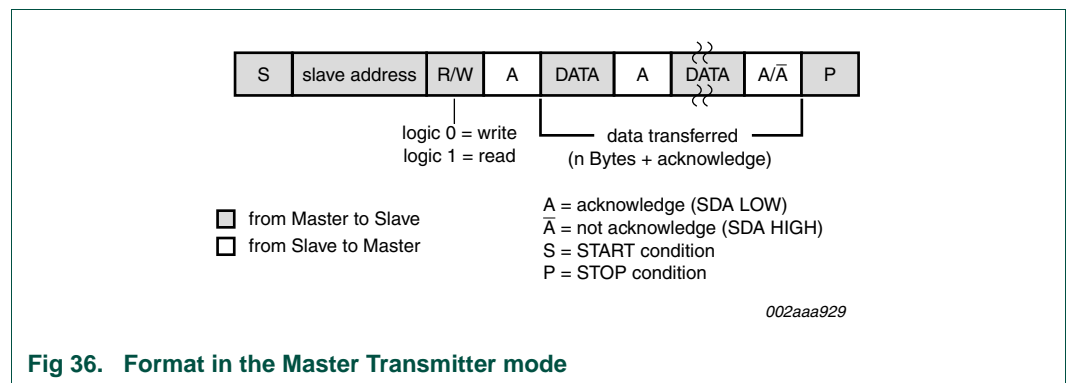 S slave address R/W A DATA A DATA A/A̅ P
logic 0 = write
logic 1 = read
data transferred
(n Bytes + acknowledge)
from Master to Slave
from Slave to Master
A = acknowledge (SDA LOW)
A̅ = not acknowledge (SDA HIGH)
S = START condition
P = STOP condition
002aaa929
Fig 36. Format in the Master Transmitter mode